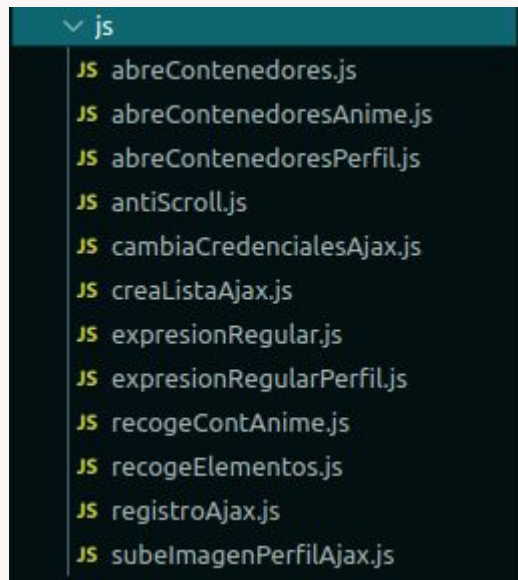 js
JS abreContenedores.js
JS abreContenedoresAnime.js
JS abreContenedoresPerfil.js
JS antiScroll.js
JS cambiaCredencialesAjax.js
JS creaListaAjax.js
JS expresionRegular.js
JS expresionRegularPerfil.js
JS recogeContAnime.js
JS recogeElementos.js
JS registroAjax.js
JS subeImagenPerfilAjax.js